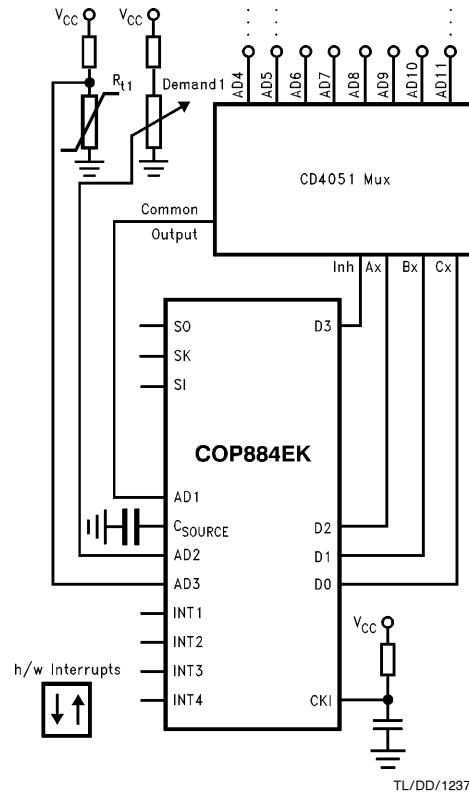 VCC VCC
AD4 AD5 AD6 AD7 AD8 AD9 AD10 AD11
Rt1 Demand1
CD4051 Mux
Common
Output
Inh Ax Bx Cx
SO D3
SK
SI
COP884EK
AD1
CSOURCE D2
AD2 D1
AD3 D0
INT1
VCC
INT2
h/w Interrupts INT3
INT4 CKI
TL/DD/1237